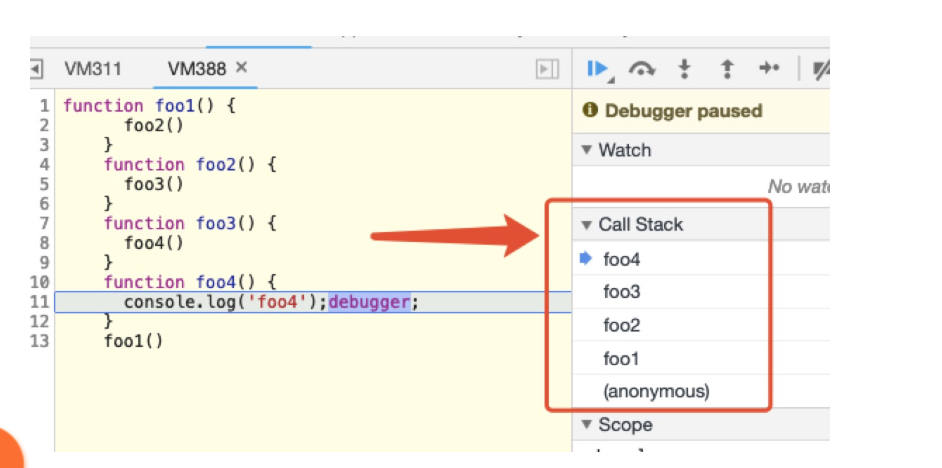 VM311 VM388 ×
1 function foo1() {
2 foo2()
3 }
4 function foo2() {
5 foo3()
6 }
7 function foo3() {
8 foo4()
9 }
10 function foo4() {
11 console.log('foo4');debugger;
12 }
13 foo1()
Debugger paused
Watch
No wat
Call Stack
foo4
foo3
foo2
foo1
(anonymous)
Scope